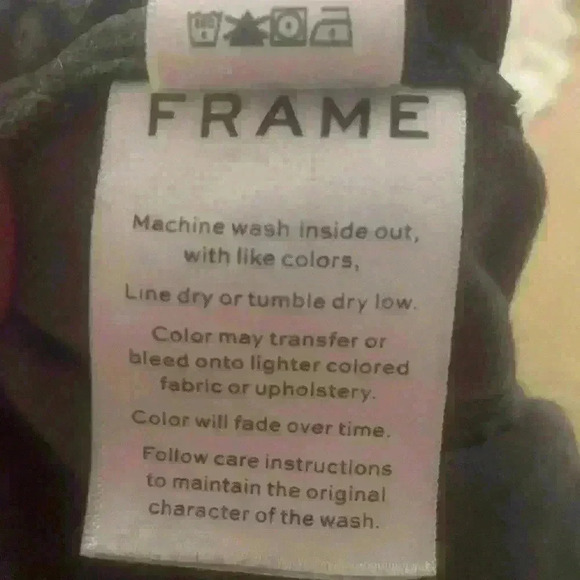 FRAME
Machine wash inside out,
with like colors,
Line dry or tumble dry low.
Color may transfer or
bleed onto lighter colored
fabric or upholstery.
Color will fade over time.
Follow care instructions
to maintain the original
character of the wash.